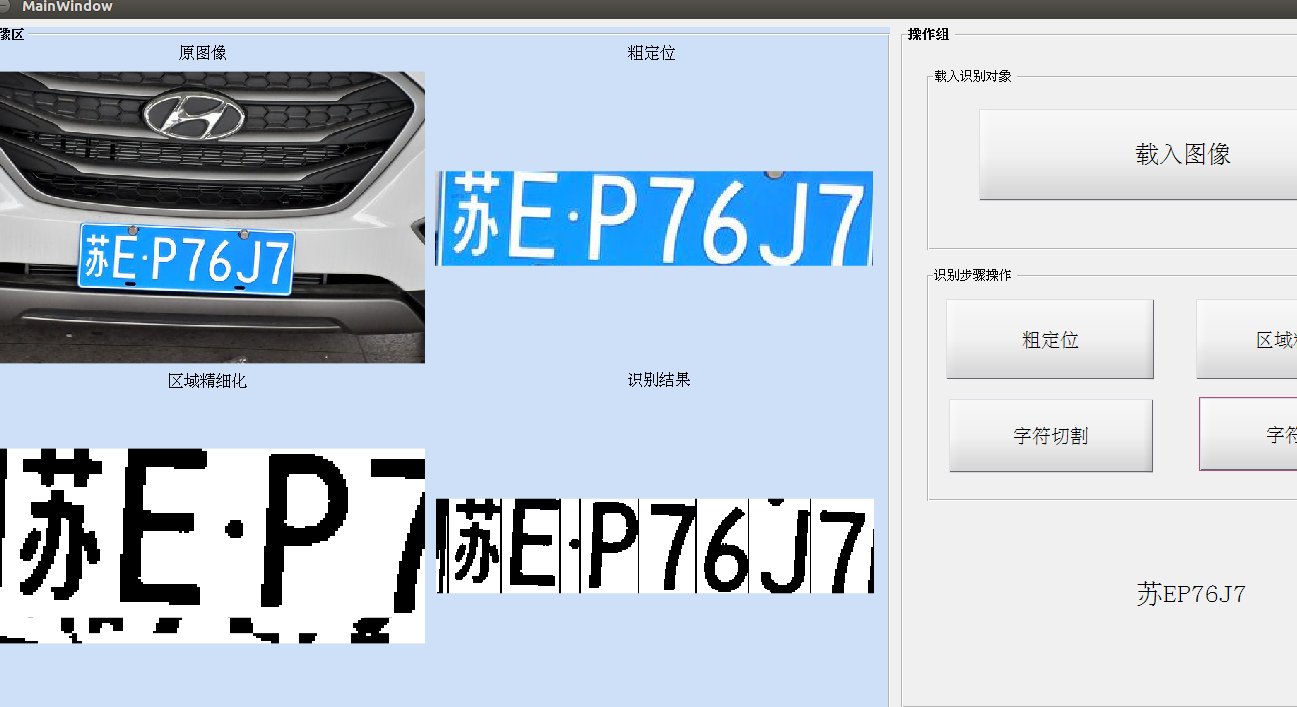 MainWindow
像区
操作组
原图像
粗定位
苏E·P76J7
苏E·P76J7
区域精细化
识别结果
苏E·P7
苏E·P76J7
载入识别对象
载入图像
识别步骤操作
粗定位
区域
字符切割
字符
苏EP76J7